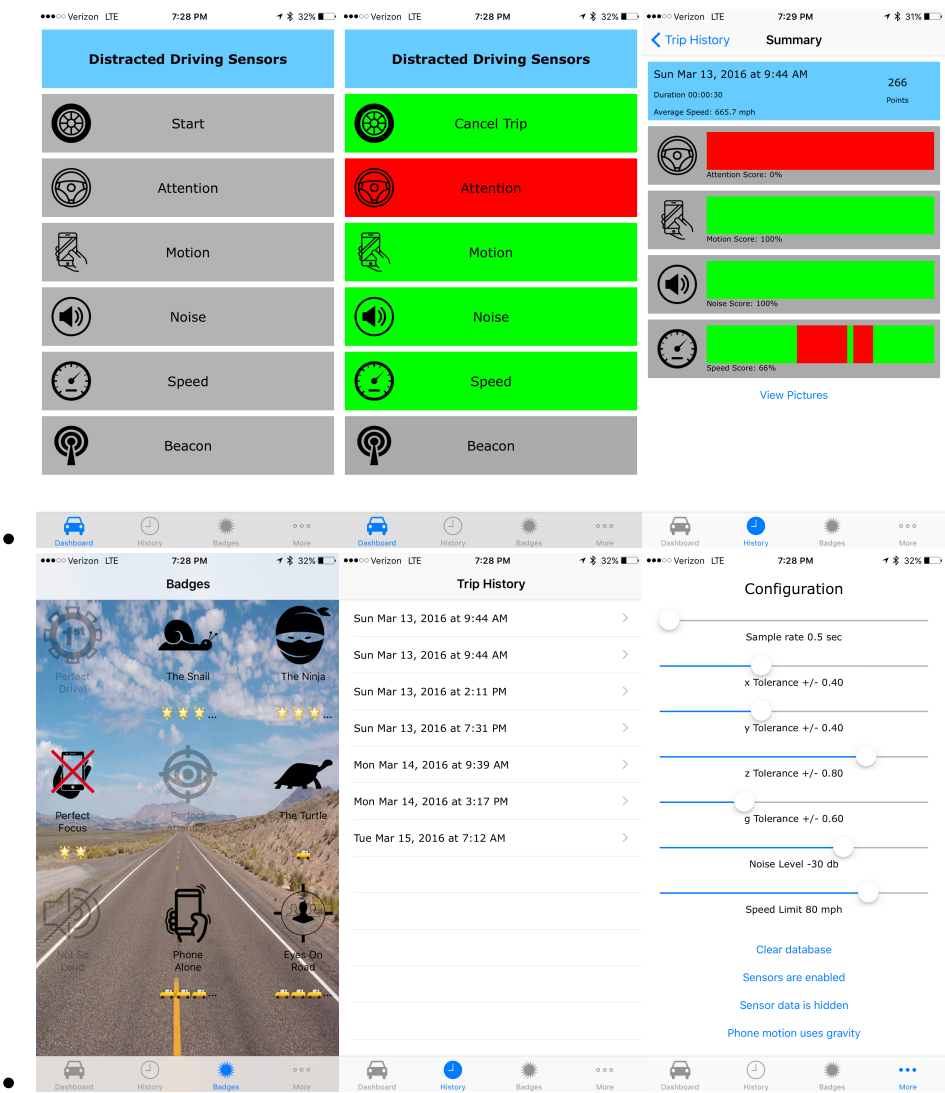 Verizon LTE 7:28 PM 32%
Distracted Driving Sensors
Start
Attention
Motion
Noise
Speed
Beacon
Dashboard History Badges More
Verizon LTE 7:28 PM 32%
Distracted Driving Sensors
Cancel Trip
Attention
Motion
Noise
Speed
Beacon
Dashboard History Badges More
Verizon LTE 7:29 PM 31%
Trip History Summary
Sun Mar 13, 2016 at 9:44 AM
266
Duration 00:00:30
Points
Average Speed: 665.7 mph
Attention Score: 0%
Motion Score: 100%
Noise Score: 100%
Speed Score: 66%
View Pictures
Dashboard History Badges More
Verizon LTE 7:28 PM 32%
Badges
1st
Perfect
Drive!
The Snail
...
The Ninja
...
Perfect
Focus
Perfect
Attention
The Turtle
Not So
Loud
Phone
Alone
...
Eyes On
Road
...
Dashboard History Badges More
Verizon LTE 7:28 PM 32%
Trip History
Sun Mar 13, 2016 at 9:44 AM
Sun Mar 13, 2016 at 9:44 AM
Sun Mar 13, 2016 at 2:11 PM
Sun Mar 13, 2016 at 7:31 PM
Mon Mar 14, 2016 at 9:39 AM
Mon Mar 14, 2016 at 3:17 PM
Tue Mar 15, 2016 at 7:12 AM
Dashboard History Badges More
Verizon LTE 7:28 PM 32%
Configuration
Sample rate 0.5 sec
x Tolerance +/- 0.40
y Tolerance +/- 0.40
z Tolerance +/- 0.80
g Tolerance +/- 0.60
Noise Level -30 db
Speed Limit 80 mph
Clear database
Sensors are enabled
Sensor data is hidden
Phone motion uses gravity
Dashboard History Badges More